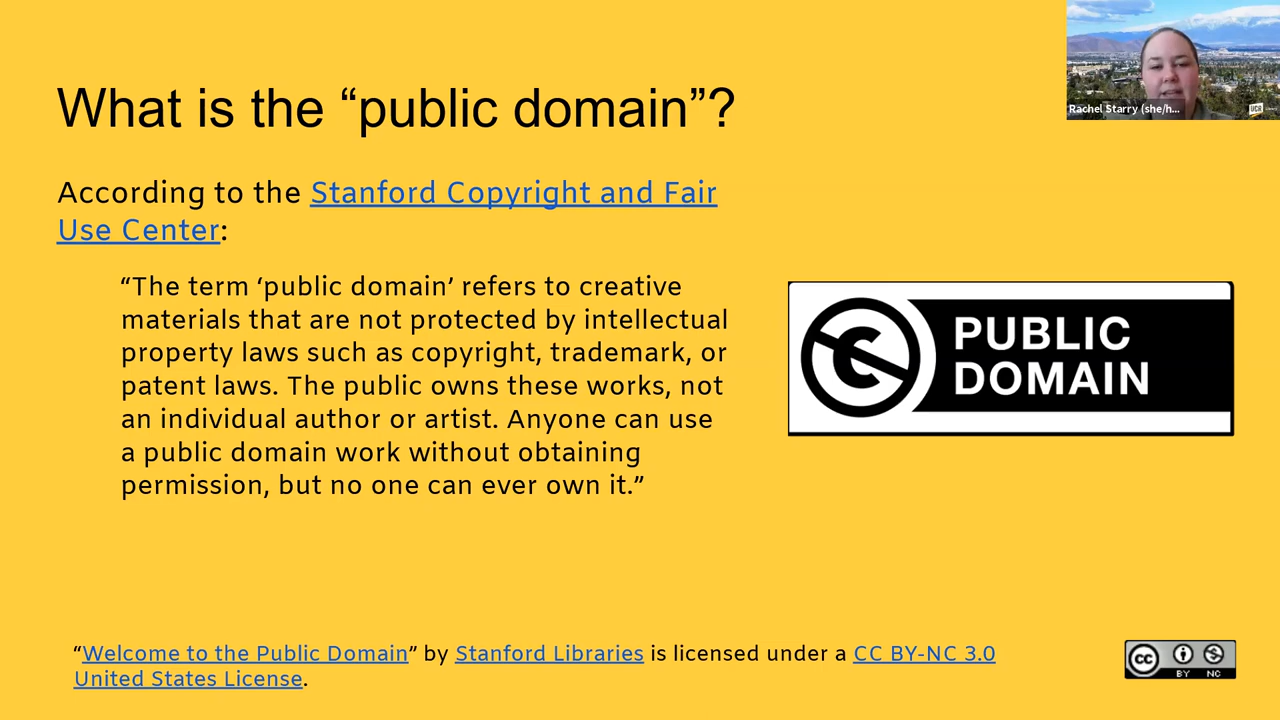 What is the “public domain”?
Rachel Starry (she/h...
UCR
According to the Stanford Copyright and Fair
Use Center:
“The term ‘public domain’ refers to creative
materials that are not protected by intellectual
property laws such as copyright, trademark, or
patent laws. The public owns these works, not
an individual author or artist. Anyone can use
a public domain work without obtaining
permission, but no one can ever own it.”
C
PUBLIC
DOMAIN
“Welcome to the Public Domain” by Stanford Libraries is licensed under a CC BY-NC 3.0
United States License.
cc
BY NC